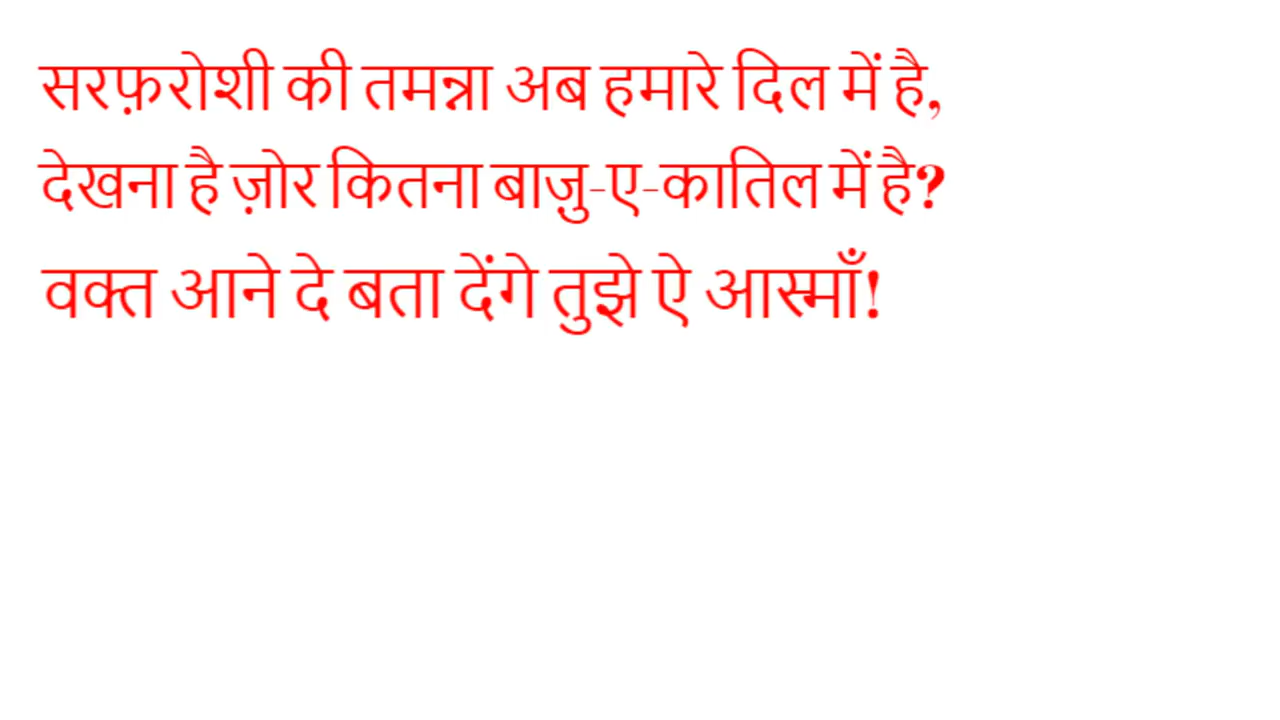 सरफ़रोशी की तमन्ना अब हमारे दिल में है,
देखना है ज़ोर कितना बाज़ु-ए-कातिल में है?
वक्त आने दे बता देंगे तुझे ऐ आस्माँ!